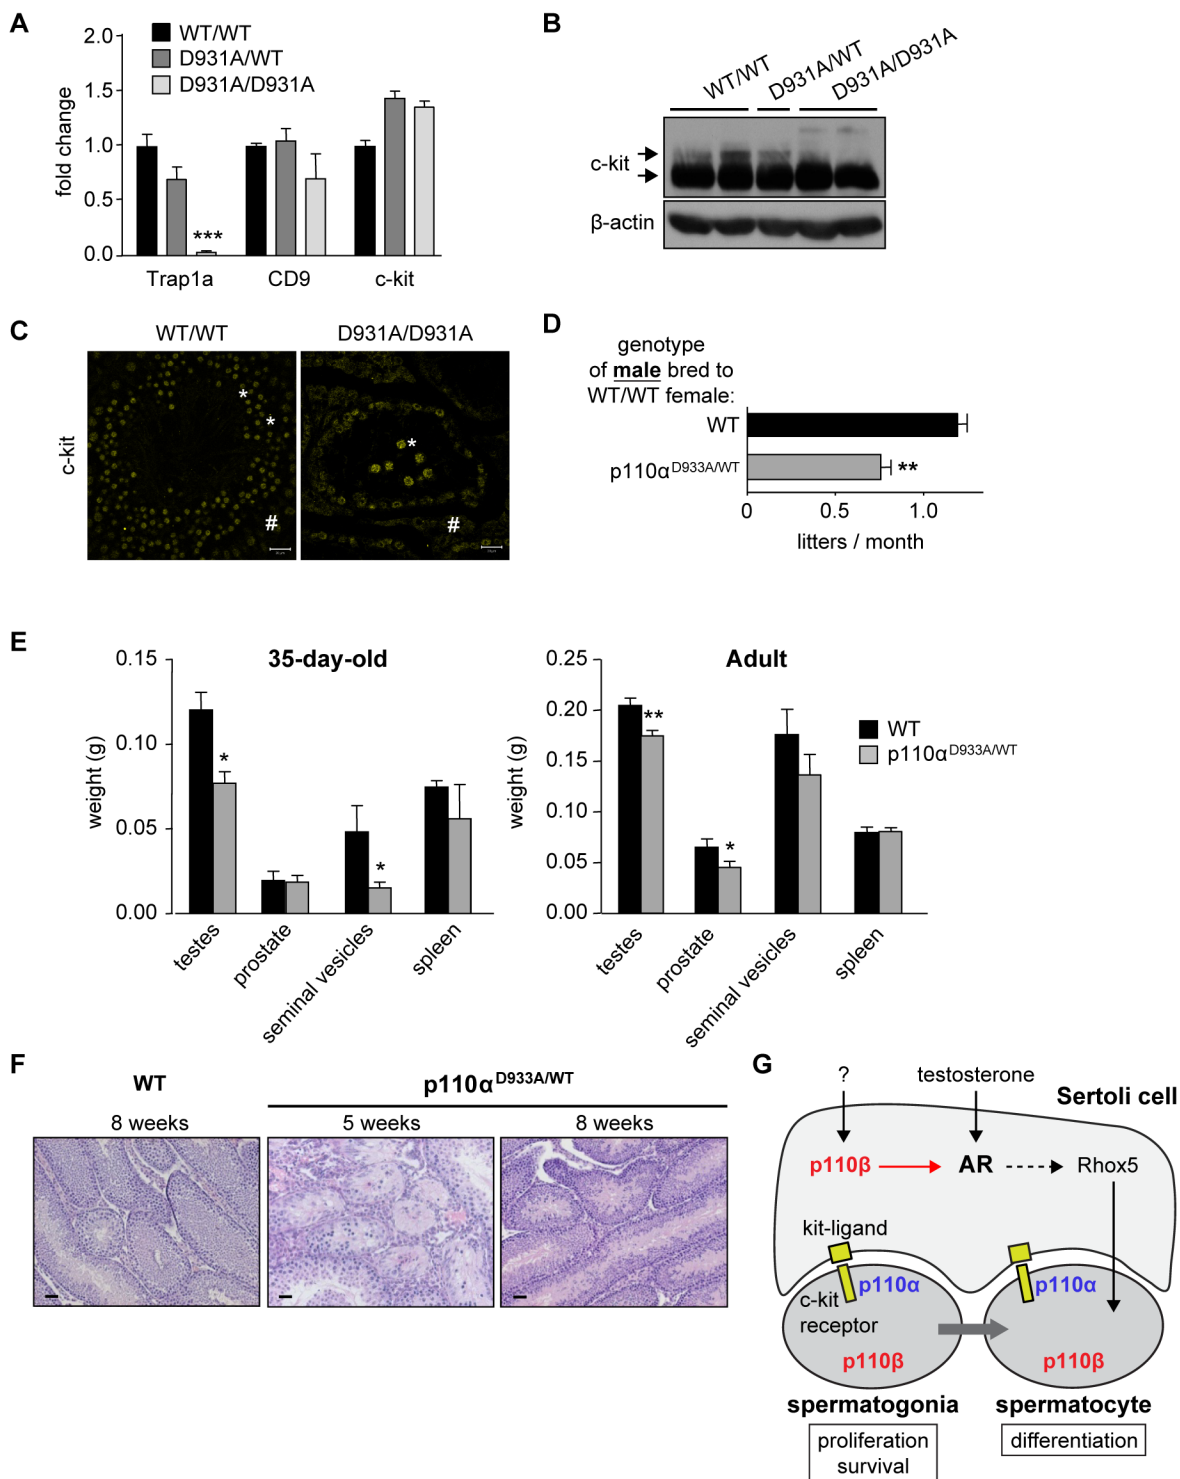 A
2.0
1.5
1.0
0.5
0.0
fold change
WT/WT
D931A/WT
D931A/D931A
***
Trap1a
CD9
c-kit
B
WT/WT
D931A/WT
D931A/D931A
c-kit
β-actin
C
WT/WT
D931A/D931A
c-kit
*
*
#
*
#
D
genotype
of male bred to
WT/WT female:
WT
p110α^D933A/WT
**
0
0.5
1.0
litters / month
E
35-day-old
0.15
0.10
0.05
0.00
weight (g)
*
*
testes
prostate
seminal vesicles
spleen
Adult
0.25
0.20
0.15
0.10
0.05
0.00
weight (g)
**
*
WT
p110α^D933A/WT
testes
prostate
seminal vesicles
spleen
F
WT
p110α^D933A/WT
8 weeks
5 weeks
8 weeks
G
?
testosterone
Sertoli cell
p110β
AR
Rhox5
kit-ligand
p110α
p110α
c-kit
receptor
p110β
p110β
spermatogonia
spermatocyte
proliferation
survival
differentiation